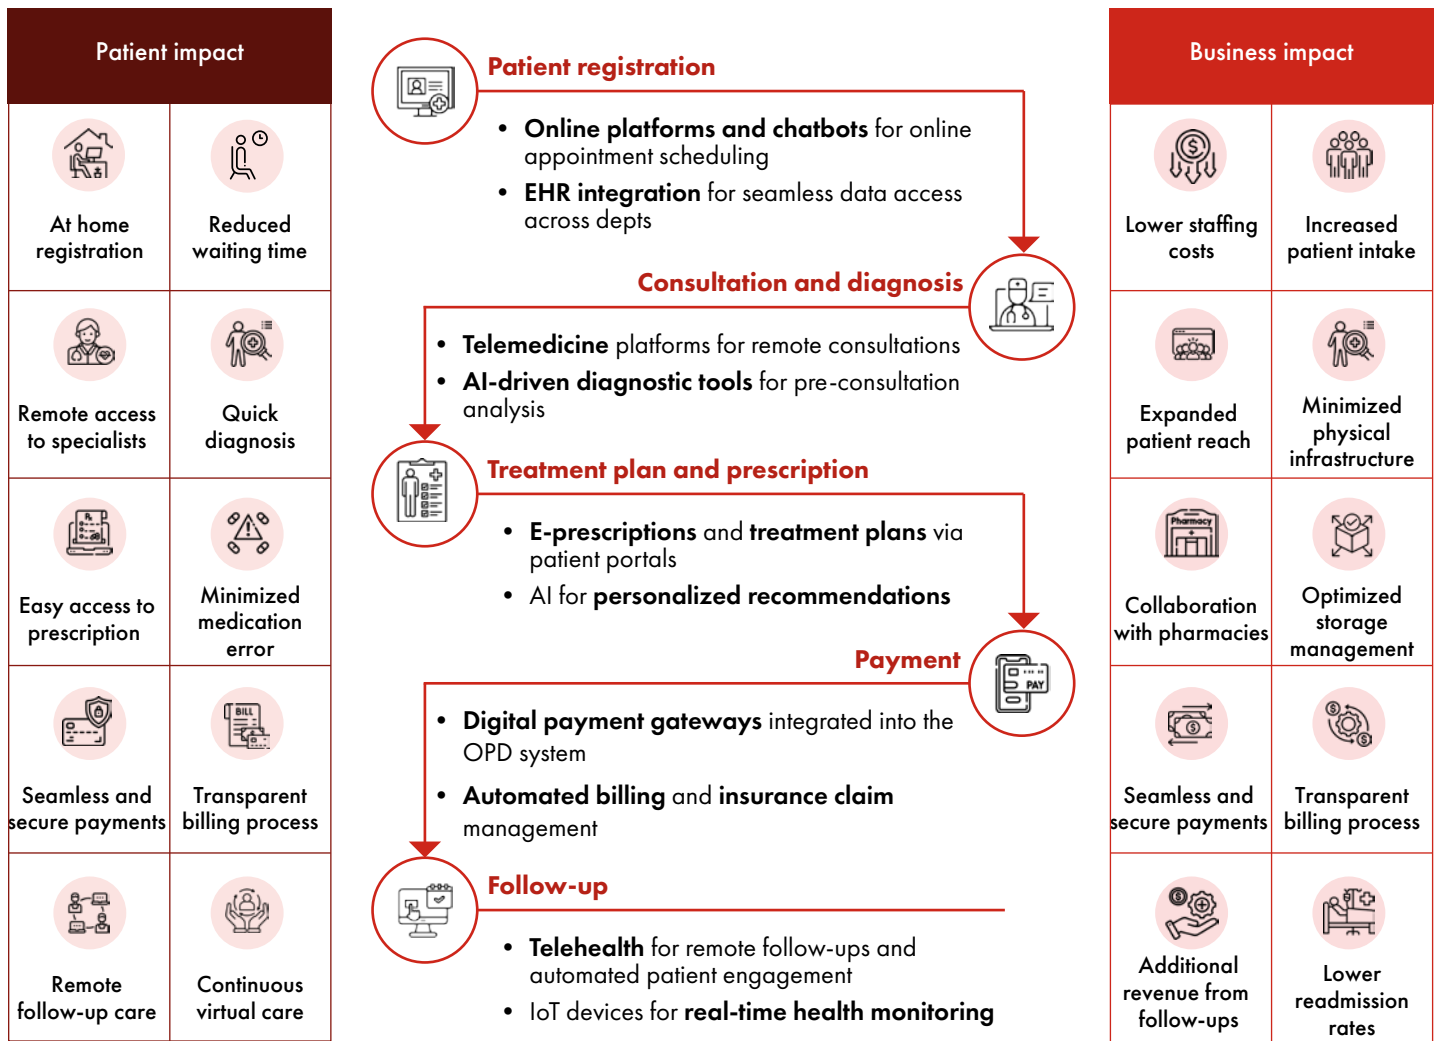 Patient impact
At home
registration
Reduced
waiting time
Remote access
to specialists
Quick
diagnosis
Easy access to
prescription
Minimized
medication
error
Seamless and
secure payments
BILL
Transparent
billing process
Remote
follow-up care
Continuous
virtual care
Patient registration
• Online platforms and chatbots for online
appointment scheduling
• EHR integration for seamless data access
across depts
Consultation and diagnosis
• Telemedicine platforms for remote consultations
• AI-driven diagnostic tools for pre-consultation
analysis
Treatment plan and prescription
• E-prescriptions and treatment plans via
patient portals
• AI for personalized recommendations
Payment
PAY
• Digital payment gateways integrated into the
OPD system
• Automated billing and insurance claim
management
Follow-up
• Telehealth for remote follow-ups and
automated patient engagement
• IoT devices for real-time health monitoring
Business impact
Lower staffing
costs
Increased
patient intake
Expanded
patient reach
Minimized
physical
infrastructure
Pharmacy
Collaboration
with pharmacies
Optimized
storage
management
Seamless and
secure payments
Transparent
billing process
Additional
revenue from
follow-ups
Lower
readmission
rates